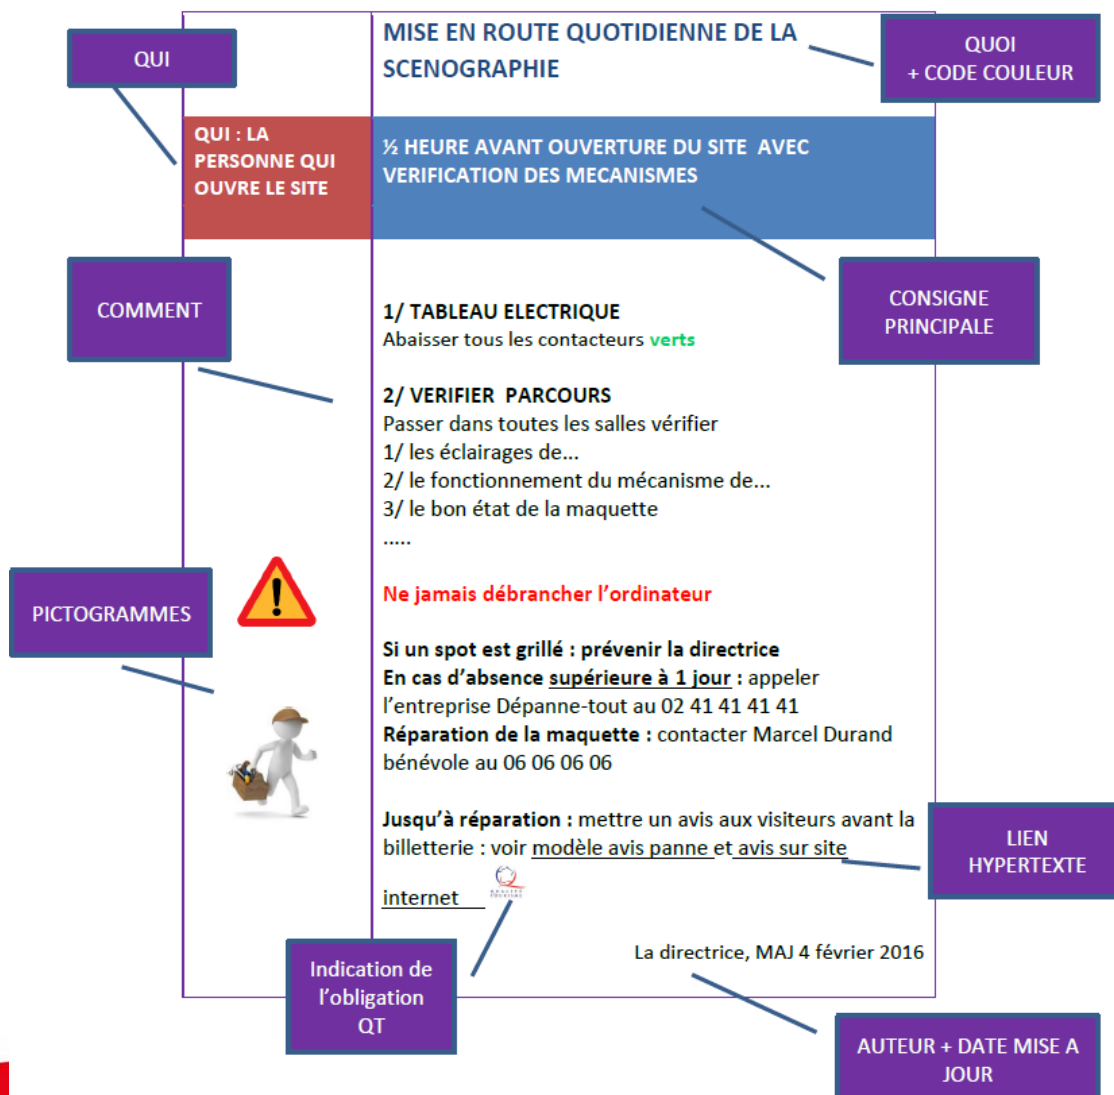 QUI
MISE EN ROUTE QUOTIDIENNE DE LA
SCENOGRAPHIE
QUOI
+ CODE COULEUR
QUI : LA
PERSONNE QUI
OUVRE LE SITE
½ HEURE AVANT OUVERTURE DU SITE AVEC
VERIFICATION DES MECANISMES
COMMENT
CONSIGNE
PRINCIPALE
1/ TABLEAU ELECTRIQUE
Abaisser tous les contacteurs verts
2/ VERIFIER PARCOURS
Passer dans toutes les salles vérifier
1/ les éclairages de...
2/ le fonctionnement du mécanisme de...
3/ le bon état de la maquette
.....
PICTOGRAMMES
Ne jamais débrancher l'ordinateur
Si un spot est grillé : prévenir la directrice
En cas d'absence supérieure à 1 jour : appeler
l'entreprise Dépanne-tout au 02 41 41 41 41
Réparation de la maquette : contacter Marcel Durand
bénévole au 06 06 06 06
Jusqu'à réparation : mettre un avis aux visiteurs avant la
billetterie : voir modèle avis panne et avis sur site
internet
QUALITE
TOURISME
LIEN
HYPERTEXTE
La directrice, MAJ 4 février 2016
Indication de
l'obligation
QT
AUTEUR + DATE MISE A
JOUR